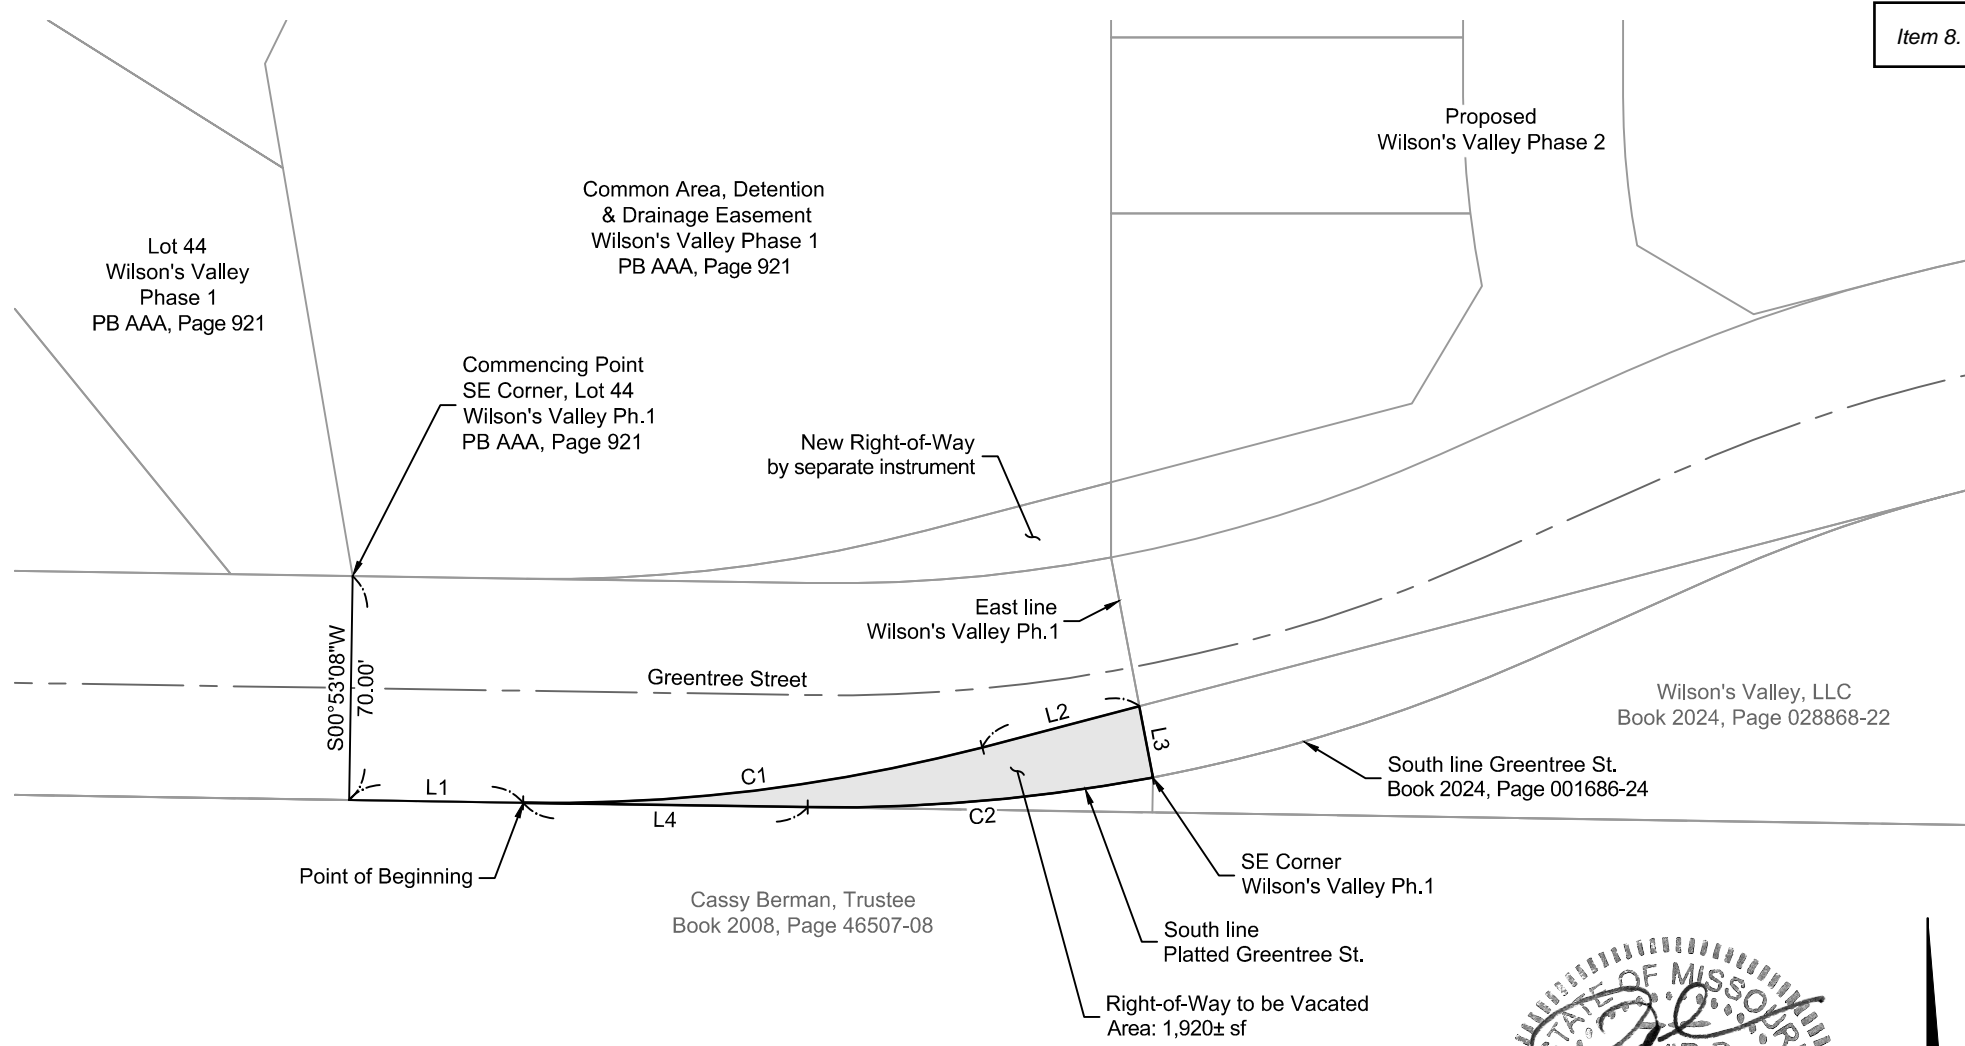 Item 8.
Proposed
Wilson's Valley Phase 2
Common Area, Detention
& Drainage Easement
Wilson's Valley Phase 1
PB AAA, Page 921
Lot 44
Wilson's Valley
Phase 1
PB AAA, Page 921
Commencing Point
SE Corner, Lot 44
Wilson's Valley Ph.1
PB AAA, Page 921
New Right-of-Way
by separate instrument
East line
Wilson's Valley Ph.1
S00°53'08"W
70.00'
Greentree Street
Wilson's Valley, LLC
Book 2024, Page 028868-22
L2
L3
C1
L1
L4
C2
South line Greentree St.
Book 2024, Page 001686-24
Point of Beginning
SE Corner
Wilson's Valley Ph.1
Cassy Berman, Trustee
Book 2008, Page 46507-08
South line
Platted Greentree St.
Right-of-Way to be Vacated
Area: 1,920± sf
STATE OF MISSOURI